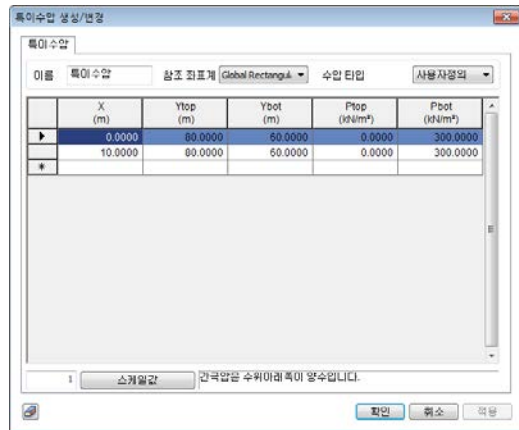 특이수압 생성/변경
특이수압
이름 특이수압 참조 좌표계 Global Rectangul 수압 타입 사용자정의
X (m) Ytop (m) Ybot (m) Ptop (kN/m²) Pbot (kN/m²)
0.0000 80.0000 60.0000 0.0000 300.0000
10.0000 80.0000 60.0000 0.0000 300.0000
1 스케일값 간극압은 수위아래쪽이 양수입니다.
확인 취소 적용